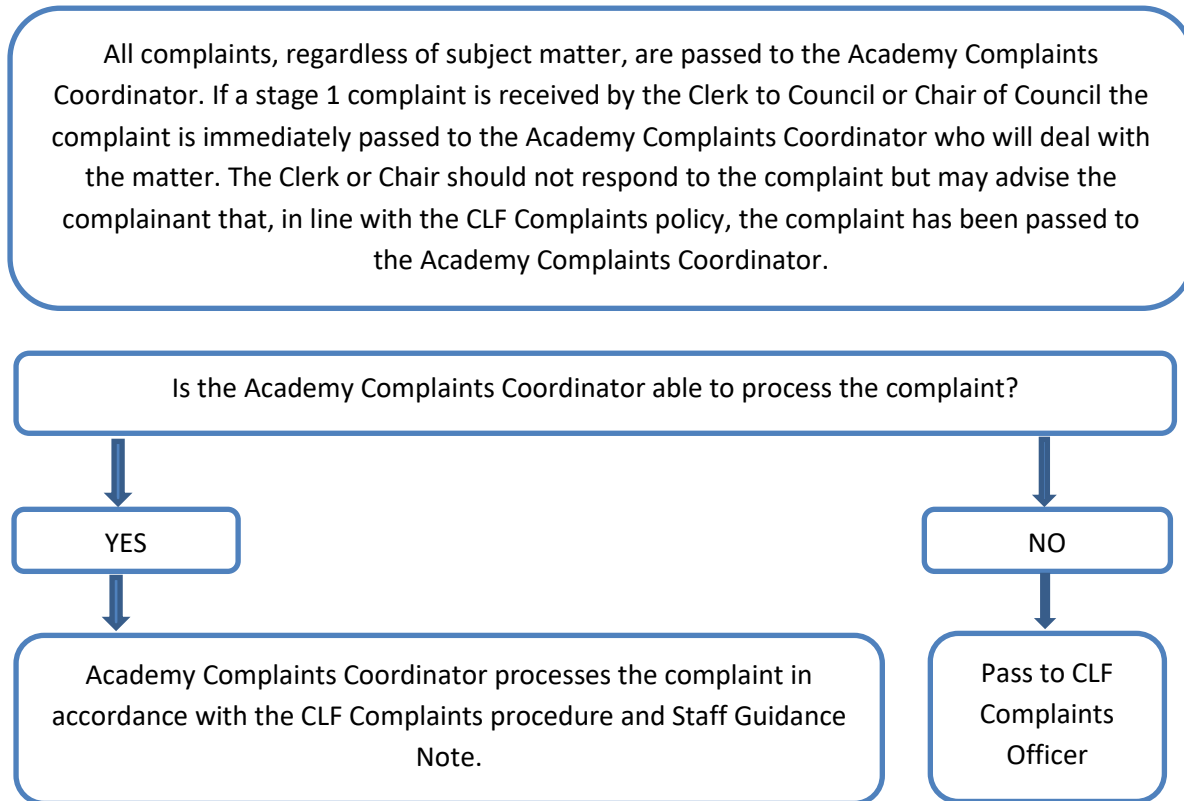 All complaints, regardless of subject matter, are passed to the Academy Complaints
Coordinator. If a stage 1 complaint is received by the Clerk to Council or Chair of Council the
complaint is immediately passed to the Academy Complaints Coordinator who will deal with
the matter. The Clerk or Chair should not respond to the complaint but may advise the
complainant that, in line with the CLF Complaints policy, the complaint has been passed to
the Academy Complaints Coordinator.
Is the Academy Complaints Coordinator able to process the complaint?
YES
NO
Academy Complaints Coordinator processes the complaint in
accordance with the CLF Complaints procedure and Staff Guidance
Note.
Pass to CLF
Complaints
Officer